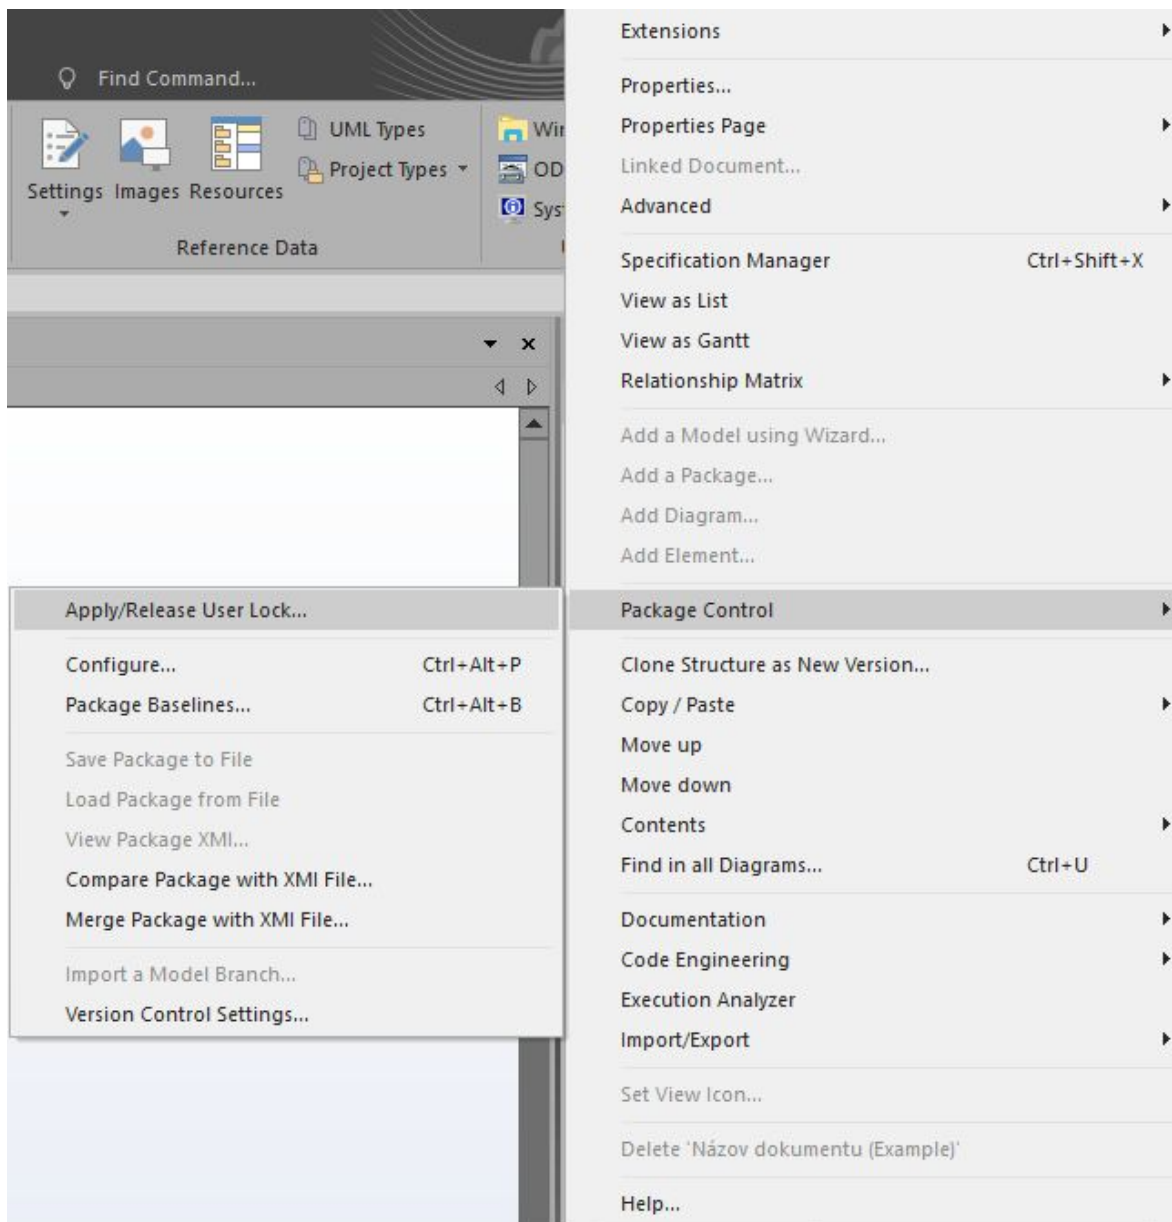 Find Command...
Settings
Images
Resources
UML Types
Project Types
Reference Data
Extensions
Properties...
Properties Page
Linked Document...
Advanced
Specification Manager Ctrl+Shift+X
View as List
View as Gantt
Relationship Matrix
Add a Model using Wizard...
Add a Package...
Add Diagram...
Add Element...
Package Control
Clone Structure as New Version...
Copy / Paste
Move up
Move down
Contents
Find in all Diagrams... Ctrl+U
Documentation
Code Engineering
Execution Analyzer
Import/Export
Set View Icon...
Delete 'Názov dokumentu (Example)'
Help...
Apply/Release User Lock...
Configure... Ctrl+Alt+P
Package Baselines... Ctrl+Alt+B
Save Package to File
Load Package from File
View Package XMI...
Compare Package with XMI File...
Merge Package with XMI File...
Import a Model Branch...
Version Control Settings...